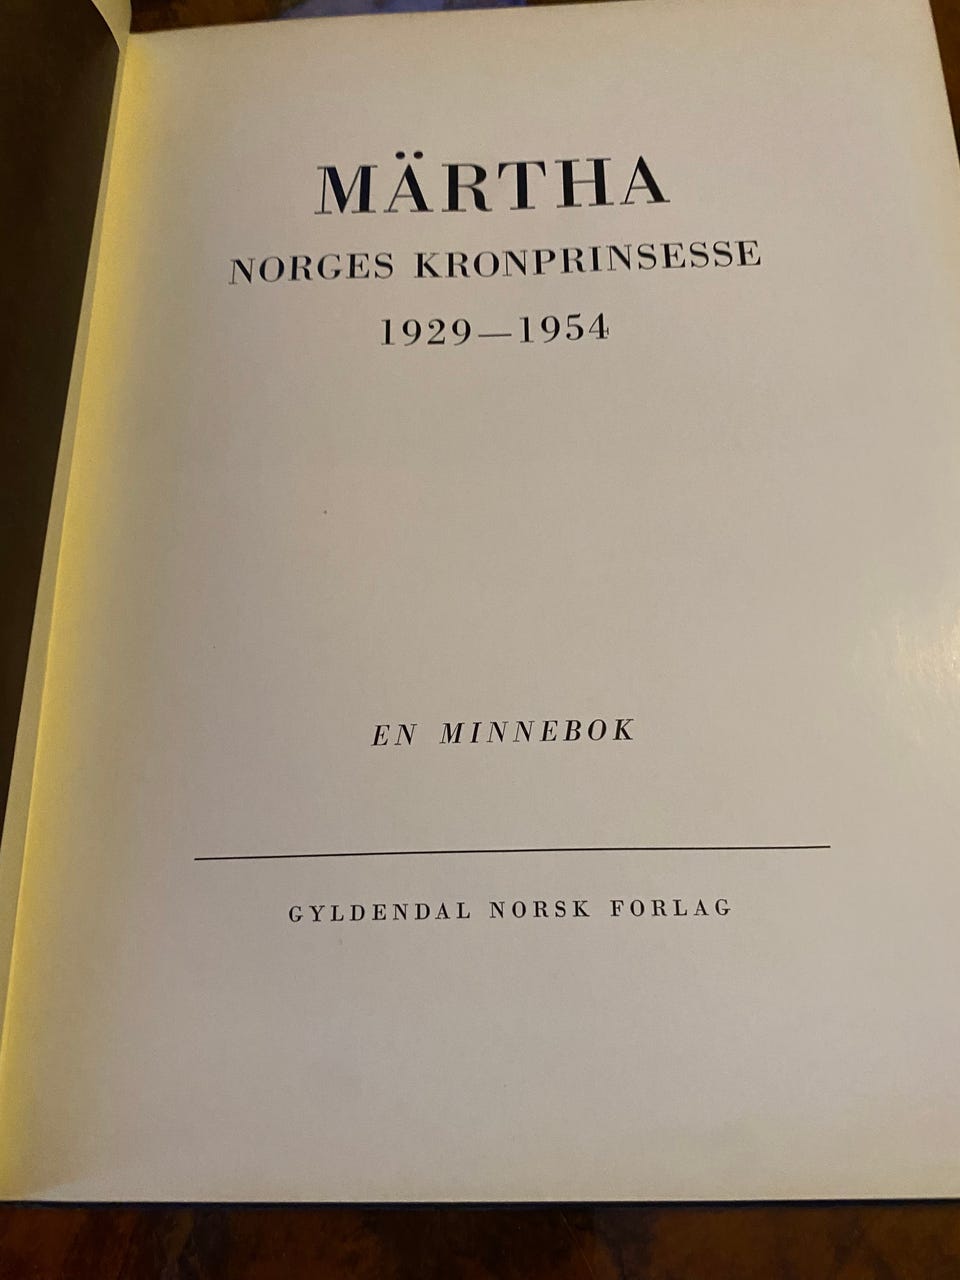 MÄRTHA
NORGES KRONPRINSESSE
1929—1954
EN MINNEBOK
GYLDENDAL NORSK FORLAG